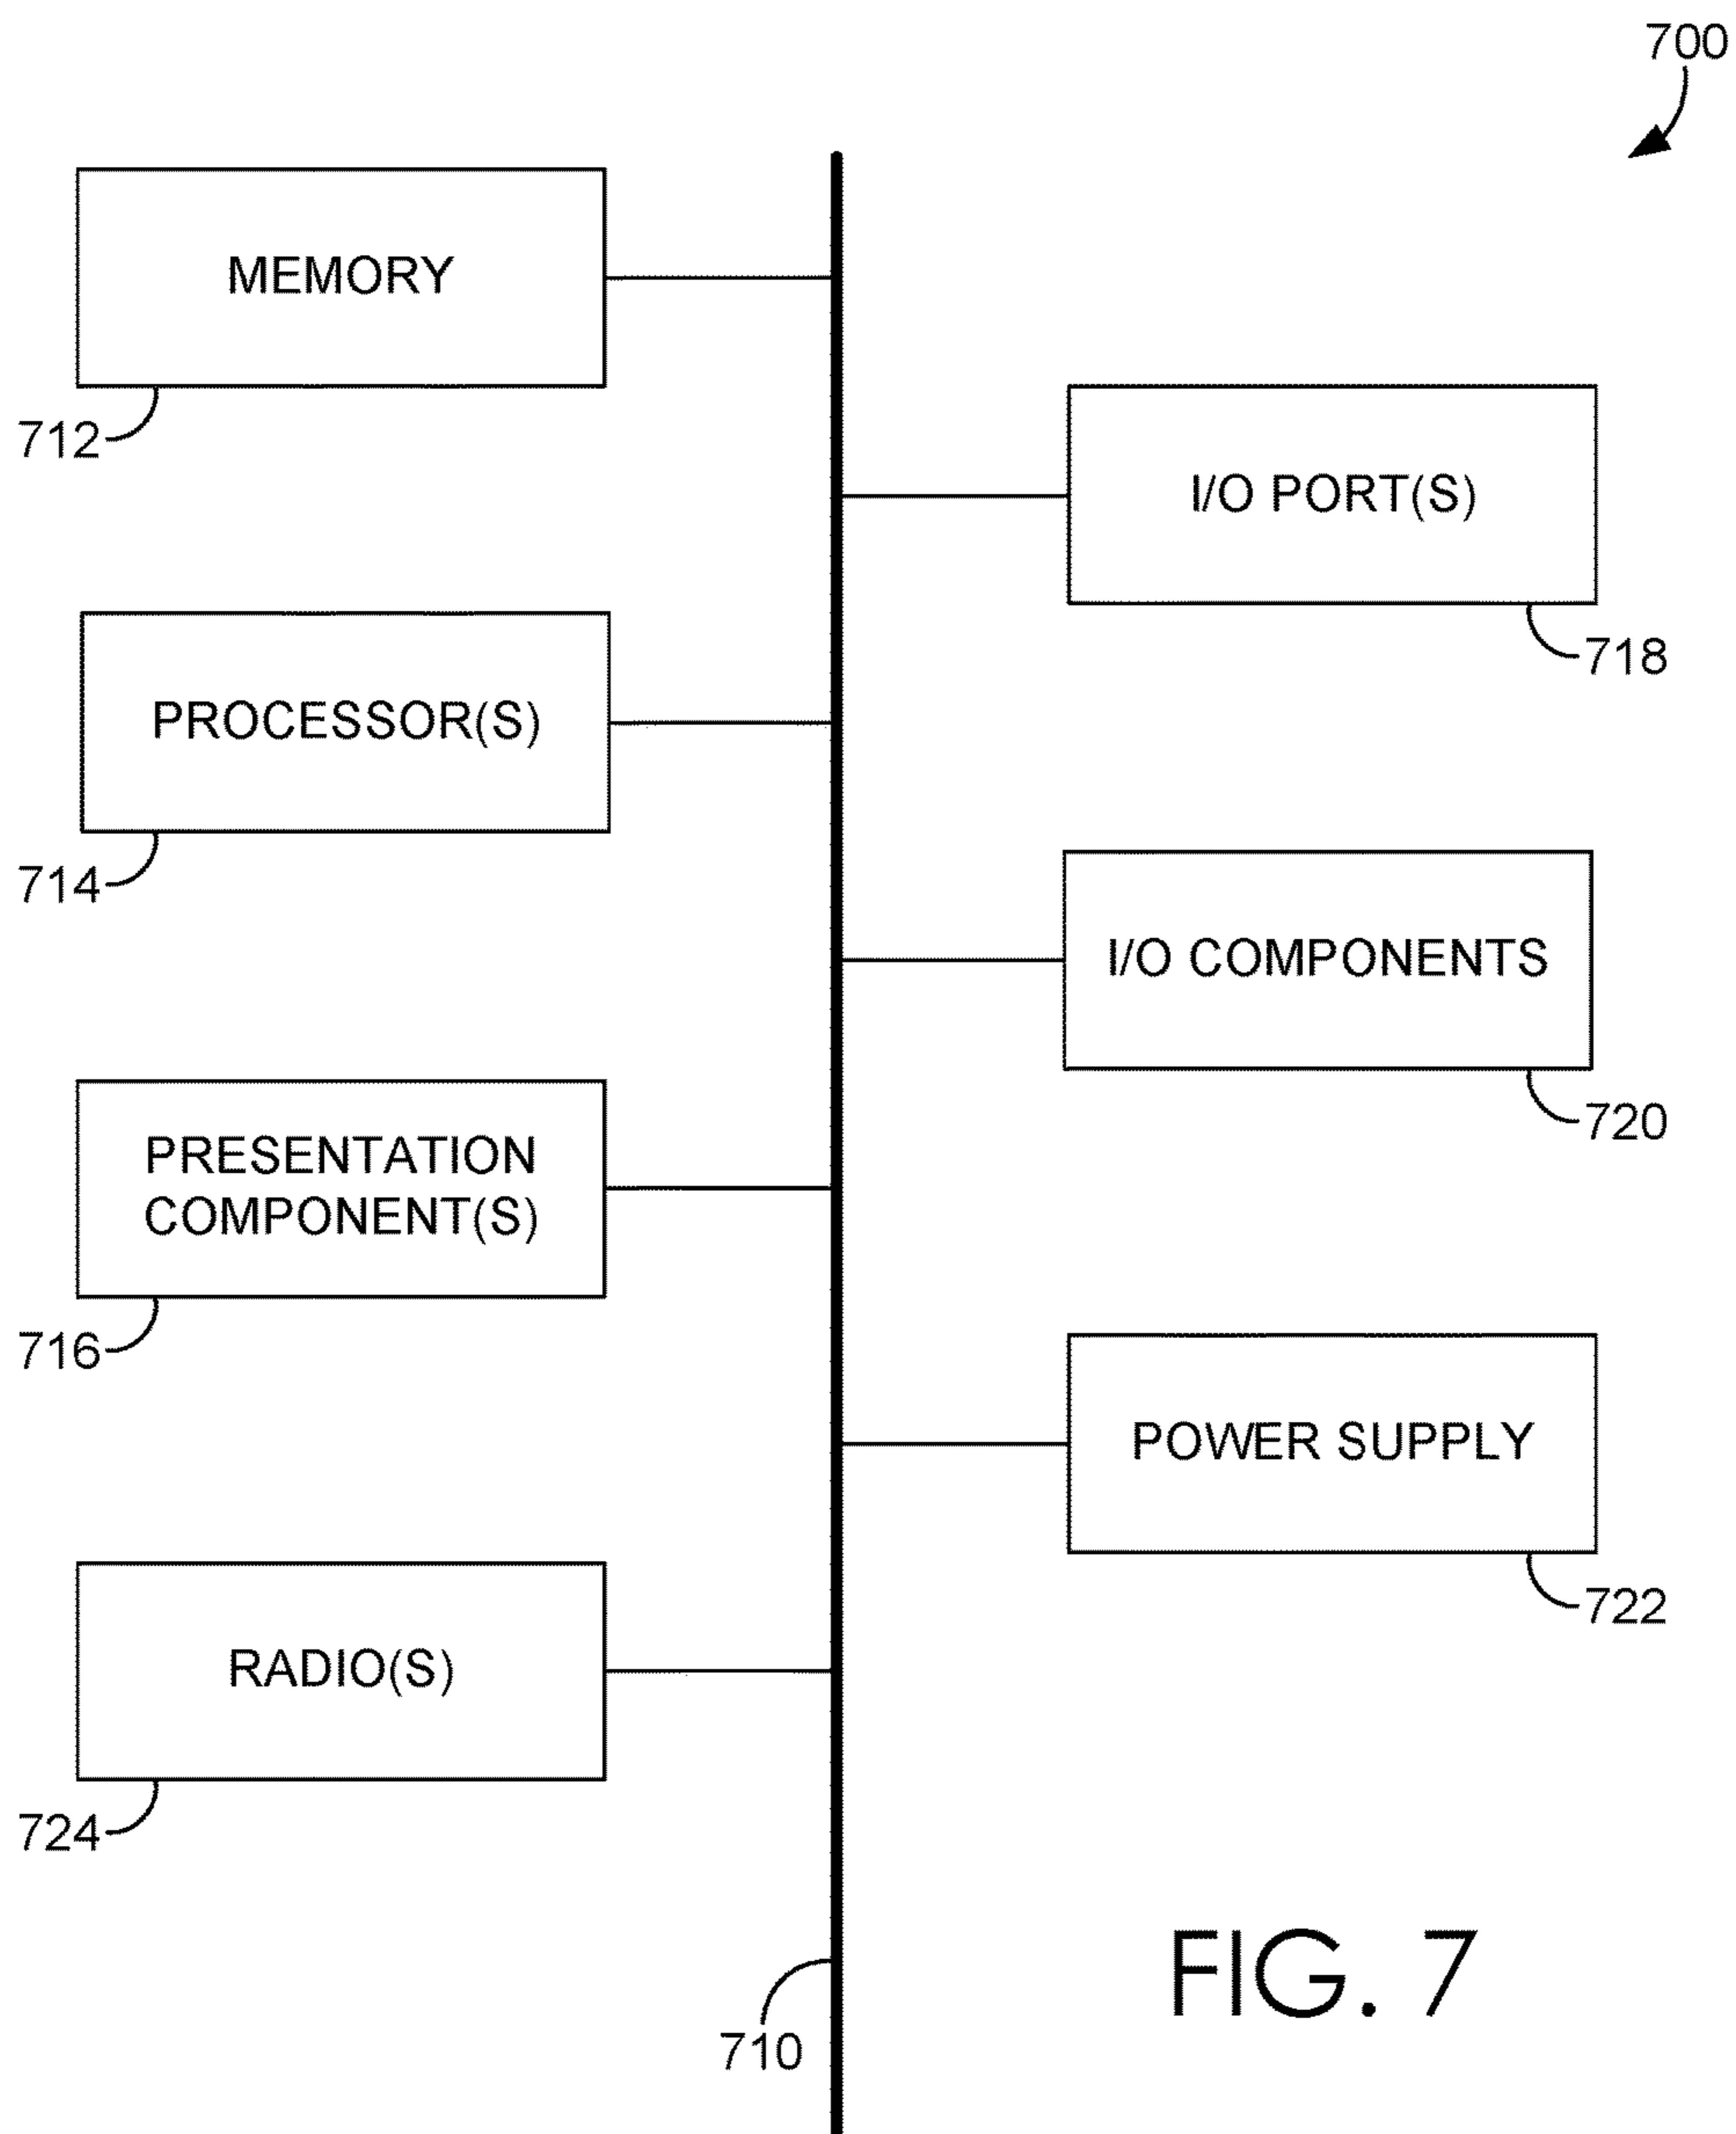 700
MEMORY
712
I/O PORT(S)
718
PROCESSOR(S)
714
I/O COMPONENTS
720
PRESENTATION
COMPONENT(S)
716
POWER SUPPLY
722
RADIO(S)
724
710
FIG. 7